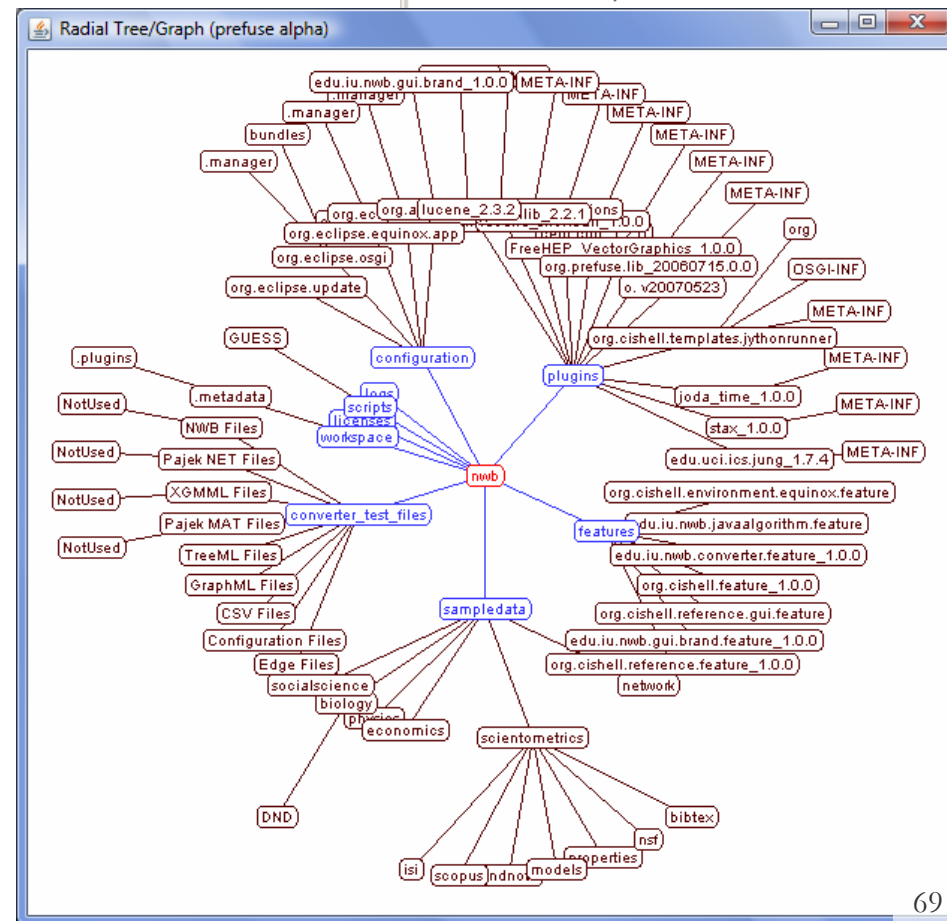 Radial Tree/Graph (prefuse alpha)
edu.iu.nwb.gui.brand_1.0.0
META-INF
.manager
META-INF
.manager
META-INF
bundles
META-INF
.manager
META-INF
META-INF
lucene_2.3.2
lib_2.2.1
org.eclipse.equinox.app
FreeHEP_VectorGraphics_1.0.0
org
org.eclipse.osgi
org.prefuse.lib_20060715.0.0
OSGI-INF
org.eclipse.update
v20070523
META-INF
GUESS
org.cishell.templates.jythonrunner
.plugins
configuration
META-INF
plugins
logs
.metadata
scripts
joda_time_1.0.0
NotUsed
licenses
META-INF
NWB Files
workspace
stax_1.0.0
NotUsed
Pajek NET Files
edu.uci.ics.jung_1.7.4
META-INF
nwb
XGMML Files
org.cishell.environment.equinox.feature
NotUsed
converter_test_files
Pajek MAT Files
features
edu.iu.nwb.javaalgorithm.feature
NotUsed
TreeML Files
edu.iu.nwb.converter.feature_1.0.0
GraphML Files
org.cishell.feature_1.0.0
CSV Files
sampledata
org.cishell.reference.gui.feature
Configuration Files
edu.iu.nwb.gui.brand.feature_1.0.0
Edge Files
org.cishell.reference.feature_1.0.0
socialscience
network
biology
physics
economics
scientometrics
DND
bibtex
nsf
properties
isi
scopus
models
69